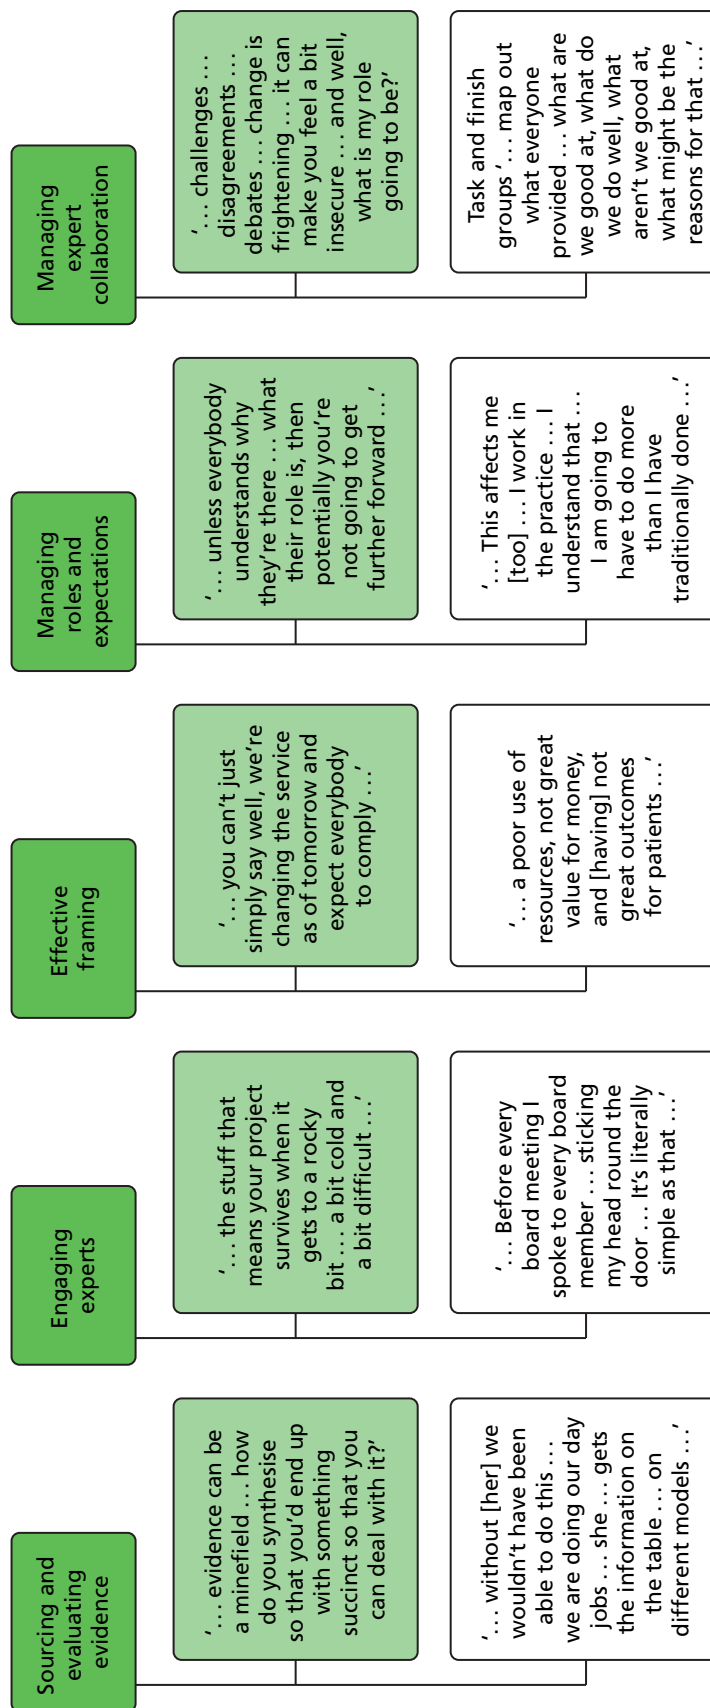 Sourcing and
evaluating
evidence
‘… evidence can be
a minefield … how
do you synthesise
so that you’d end up
with something
succinct so that you
can deal with it?’
‘… without [her] we
wouldn’t have been
able to do this …
we are doing our day
jobs … she … gets
the information on
the table … on
different models …’
Engaging
experts
‘… the stuff that
means your project
survives when it
gets to a rocky
bit … a bit cold and
a bit difficult …’
‘… Before every
board meeting I
spoke to every board
member … sticking
my head round the
door … It’s literally
simple as that …’
Effective
framing
‘… you can’t just
simply say well, we’re
changing the service
as of tomorrow and
expect everybody
to comply …’
‘… a poor use of
resources, not great
value for money,
and [having] not
great outcomes
for patients …’
Managing
roles and
expectations
‘… unless everybody
understands why
they’re there … what
their role is, then
potentially you’re
not going to get
further forward …’
‘… This affects me
[too] … I work in
the practice … I
understand that …
I am going to
have to do more
than I have
traditionally done …’
Managing
expert
collaboration
‘… challenges …
disagreements …
debates … change is
frightening … it can
make you feel a bit
insecure … and well,
what is my role
going to be?’
Task and finish
groups ‘… map out
what everyone
provided … what are
we good at, what do
we do well, what
aren’t we good at,
what might be the
reasons for that …’